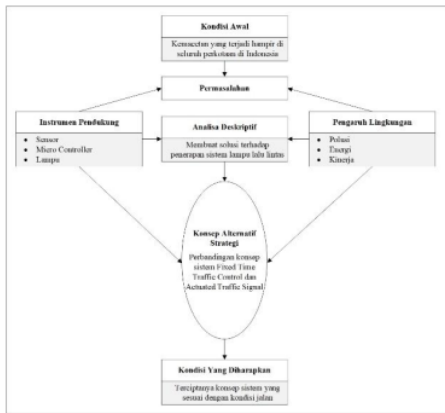 Kondisi Awal
Kemacetan yang terjadi hampir di
seluruh perkotaan di Indonesia
Permasalahan
Instrumen Pendukung
• Sensor
• Micro Controller
• Lampu
Analisa Deskriptif
Membuat solusi terhadap
penerapan sistem lampu lalu lintas
Pengaruh Lingkungan
• Polusi
• Energi
• Kinerja
Konsep Alternatif
Strategi
Perbandingan konsep
sistem Fixed Time
Traffic Control dan
Actuated Traffic Signal
Kondisi Yang Diharapkan
Terciptanya konsep sistem yang
sesuai dengan kondisi jalan